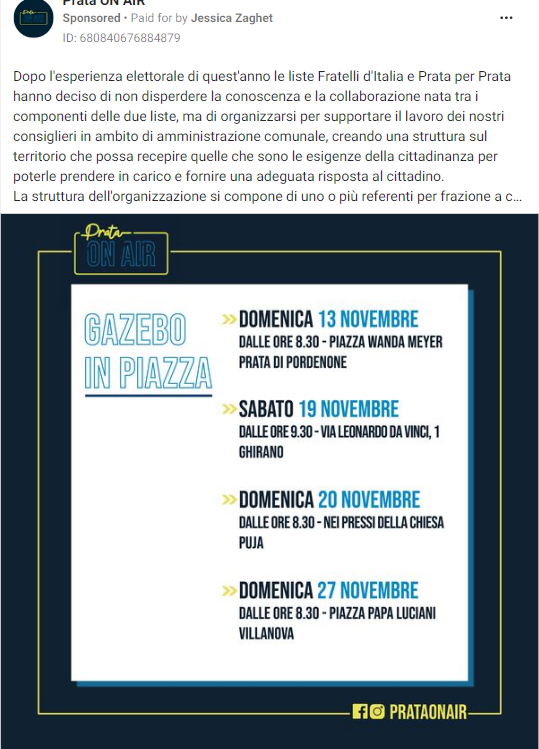 Prata ON AIR
Sponsored • Paid for by Jessica Zaghet
ID: 680840676884879
Dopo l'esperienza elettorale di quest'anno le liste Fratelli d'Italia e Prata per Prata
hanno deciso di non disperdere la conoscenza e la collaborazione nata tra i
componenti delle due liste, ma di organizzarsi per supportare il lavoro dei nostri
consiglieri in ambito di amministrazione comunale, creando una struttura sul
territorio che possa recepire quelle che sono le esigenze della cittadinanza per
poterle prendere in carico e fornire una adeguata risposta al cittadino.
La struttura dell'organizzazione si compone di uno o più referenti per frazione a c...
Prata
ON AIR
GAZEBO
IN PIAZZA
DOMENICA 13 NOVEMBRE
DALLE ORE 8.30 - PIAZZA WANDA MEYER
PRATA DI PORDENONE
SABATO 19 NOVEMBRE
DALLE ORE 9.30 - VIA LEONARDO DA VINCI, 1
GHIRANO
DOMENICA 20 NOVEMBRE
DALLE ORE 8.30 - NEI PRESSI DELLA CHIESA
PUJA
DOMENICA 27 NOVEMBRE
DALLE ORE 8.30 - PIAZZA PAPA LUCIANI
VILLANOVA
PRATAONAIR